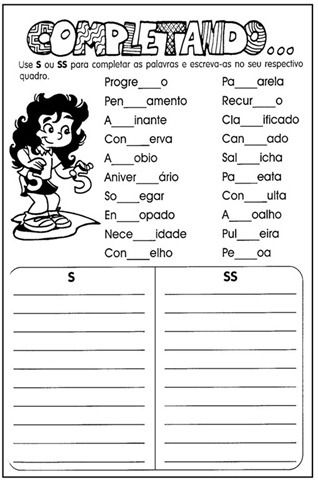 COMPLETANDO...
Use S ou SS para completar as palavras e escreva-as no seu respectivo
quadro.
Progre____o
Pen____amento
A____inante
Con____erva
A____obio
Aniver____ário
So____egar
En____opado
Nece____idade
Con____elho
Pa____arela
Recur____o
Cla____ificado
Can____ado
Sal____icha
Pa____eata
Con____ulta
A____oalho
Pul____eira
Pe____oa
S S
S
SS